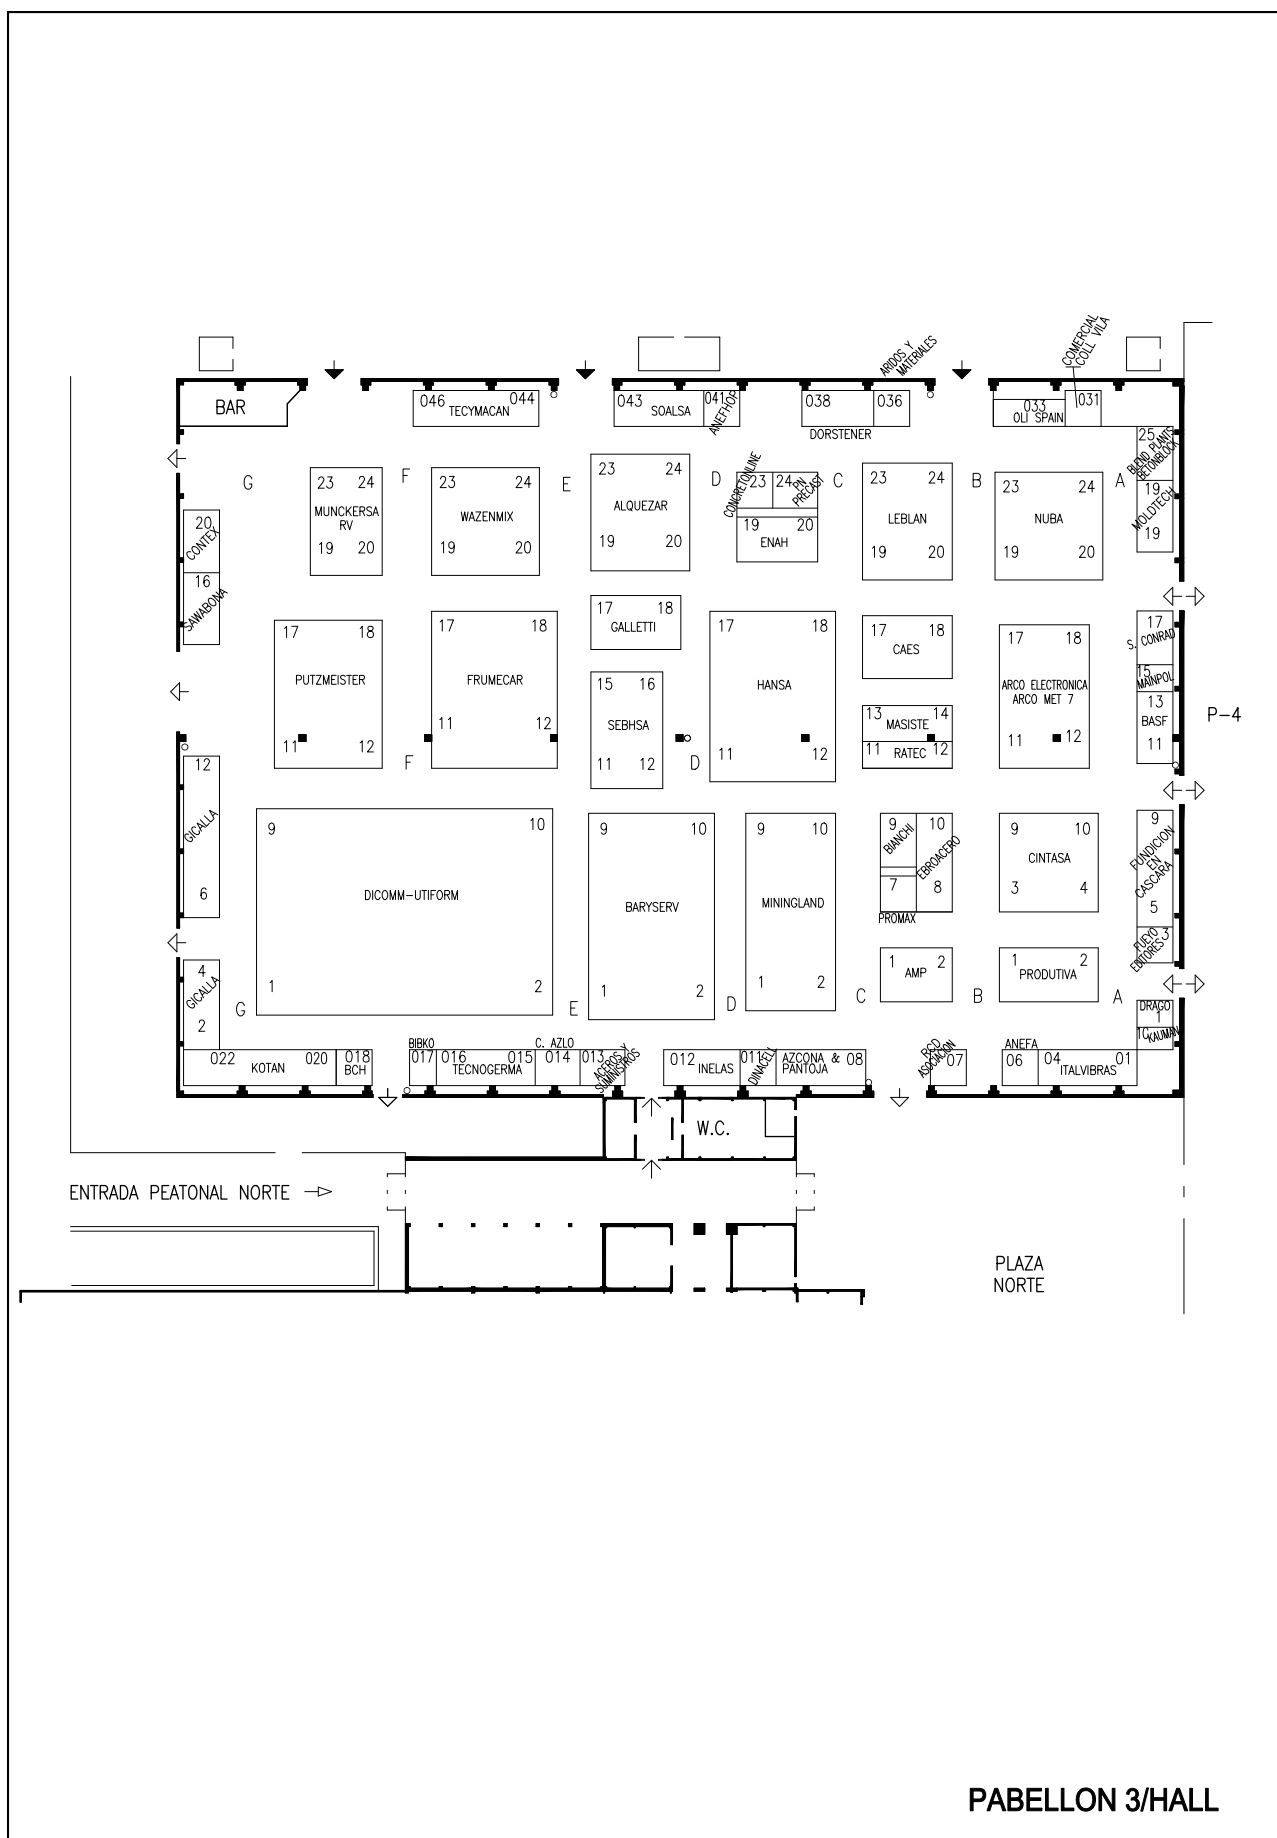 COMERCIAL
COLL VILA
ARIDOS Y
MATERIALES
BAR
046
044
TECYMACAN
043
SOALSA
041
ANEFHOP
038
036
DORSTENER
033
OLI SPAIN
031
25
BLEND PLANTS
BETONBLOCK
G
F
E
D
C
B
A
23 24
MUNCKERSA
RV
19 20
23 24
WAZENMIX
19 20
23 24
ALQUEZAR
19 20
CONCRETONLINE
23 24
PN
PRECAST
19 20
ENAH
23 24
LEBLAN
19 20
23 24
NUBA
19 20
19
MOLDTECH
19
20
CONTEX
16
SAWABONA
17 18
PUTZMEISTER
11 12
17 18
FRUMECAR
11 12
17 18
GALLETTI
15 16
SEBHSA
11 12
17 18
HANSA
11 12
17 18
CAES
13 14
MASISTE
11 12
RATEC
17 18
ARCO ELECTRONICA
ARCO MET 7
11 12
17
S. CONRAD
15
MAINPOL
13
BASF
11
P-4
F
D
12
GICALLA
6
9 10
DICOMM-UTIFORM
1 2
9 10
BARYSERV
1 2
9 10
MININGLAND
1 2
9
BIANCHI
7
PROMAX
10
EBROACERO
8
9 10
CINTASA
3 4
9
FUNDICION
EN
CASCARA
5
FUEYO
EDITORES
3
4
GICALLA
2
1 2
AMP
1 2
PRODUTIVA
G
E
D
C
B
A
DRAGO
1
1C
KAUMAN
022 020
KOTAN
018
BCH
BIBKO
017
016 015
TECNOGERMA
C. AZLO
014
013
ACEROS Y
SUMINISTROS
012
INELAS
011
DINACELL
AZCONA &
PANTOJA
08
RCD
ASOCIACION
07
ANEFA
06
04 01
ITALVIBRAS
W.C.
ENTRADA PEATONAL NORTE
PLAZA
NORTE
PABELLON 3/HALL